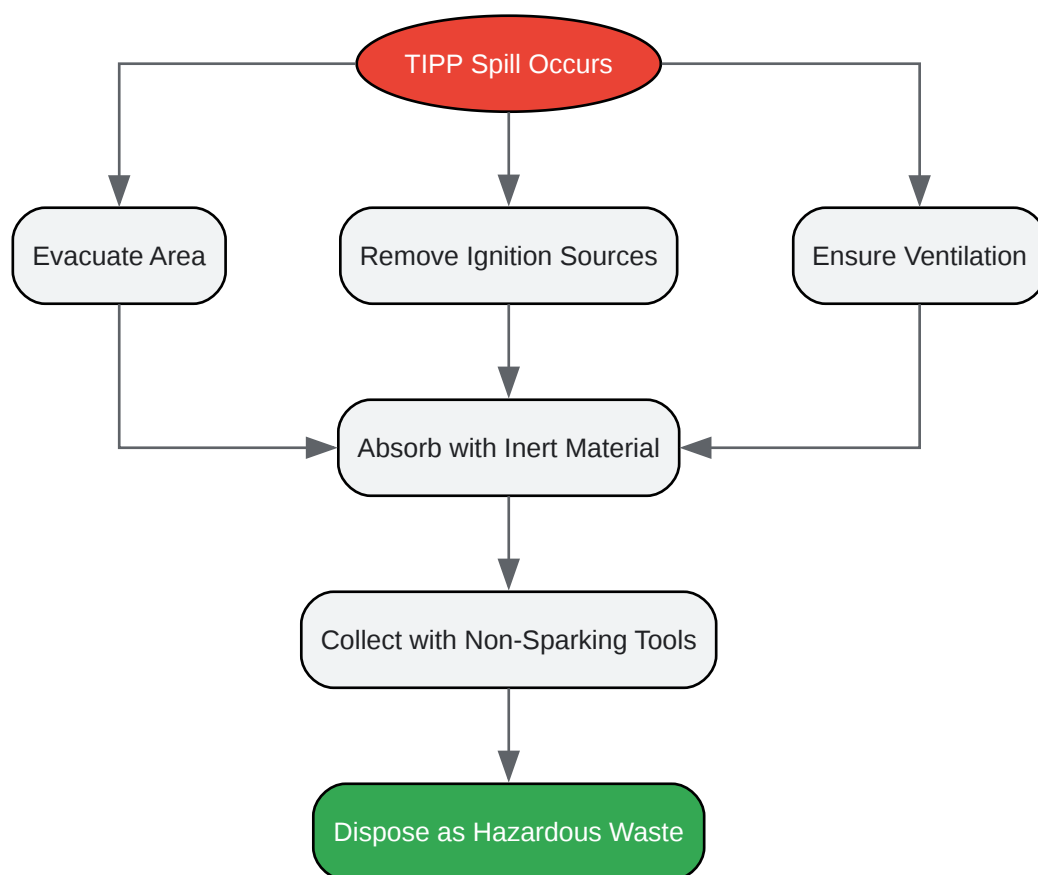 TIPP Spill Occurs
Evacuate Area
Remove Ignition Sources
Ensure Ventilation
Absorb with Inert Material
Collect with Non-Sparking Tools
Dispose as Hazardous Waste